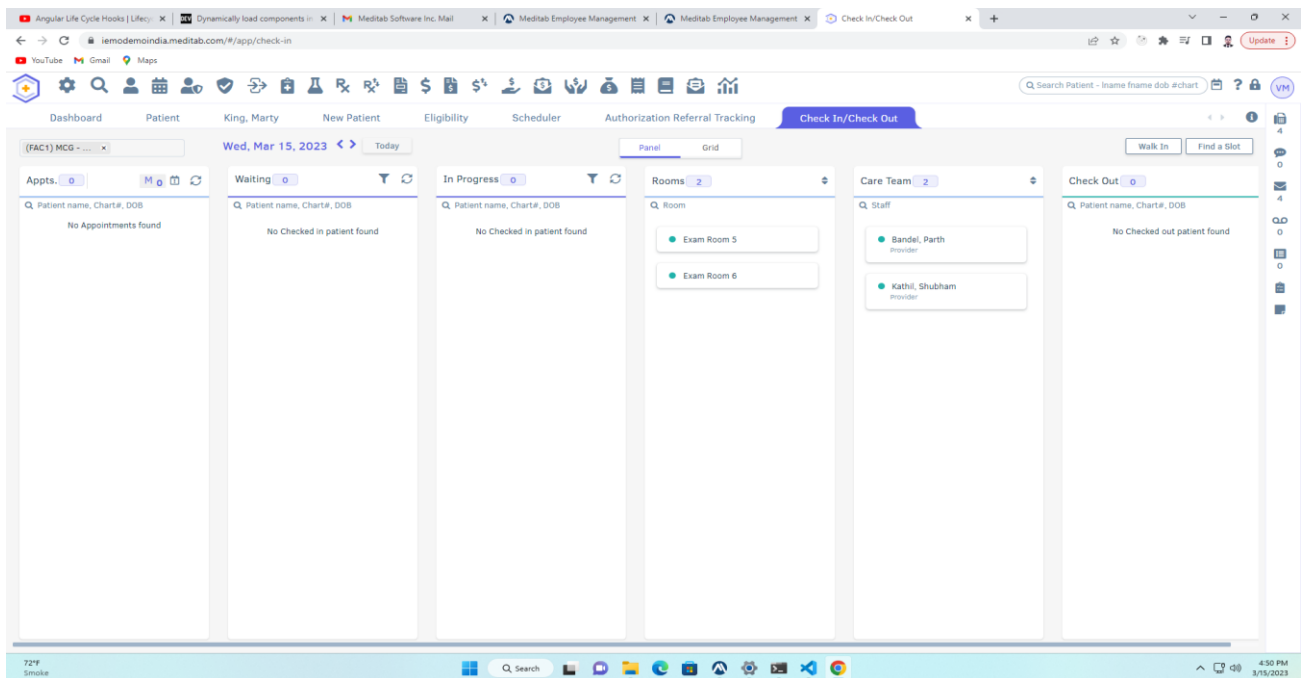 Angular Life Cycle Hooks | Lifecy
DEV
Dynamically load components in
Meditab Software Inc. Mail
Meditab Employee Management
Meditab Employee Management
Check In/Check Out
iemodemoindia.meditab.com/#/app/check-in
Update
YouTube
Gmail
Maps
Search Patient - lname fname dob #chart
VM
Dashboard
Patient
King, Marty
New Patient
Eligibility
Scheduler
Authorization Referral Tracking
Check In/Check Out
4
0
4
0
0
(FAC1) MCG - ... ×
Wed, Mar 15, 2023
Today
Panel
Grid
Walk In
Find a Slot
Appts. 0
M 0
Waiting 0
In Progress 0
Rooms 2
Care Team 2
Check Out 0
Patient name, Chart#, DOB
Patient name, Chart#, DOB
Patient name, Chart#, DOB
Room
Staff
Patient name, Chart#, DOB
No Appointments found
No Checked in patient found
No Checked in patient found
Exam Room 5
Exam Room 6
Bandel, Parth
Provider
Kathil, Shubham
Provider
No Checked out patient found
72°F
Smoke
Search
4:50 PM
3/15/2023